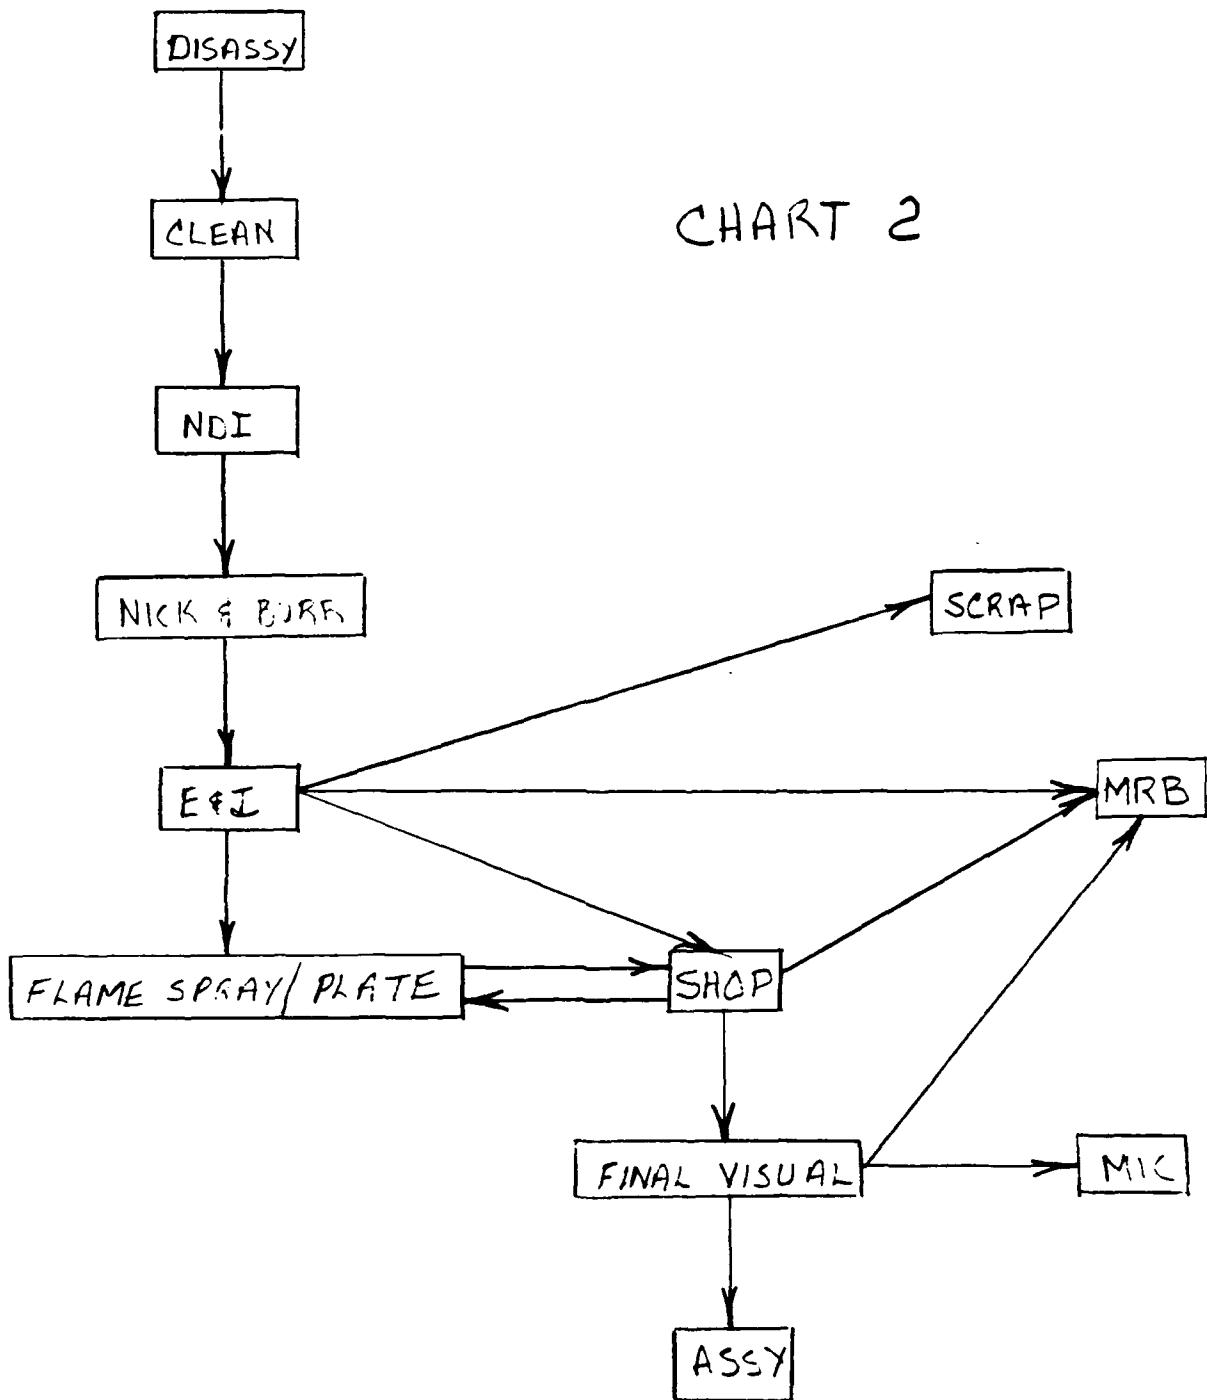 DISASSY
CLEAN
CHART 2
NDI
NICK & BURR
SCRAP
E&I
MRB
FLAME SPRAY/PLATE
SHOP
FINAL VISUAL
MIC
ASSY